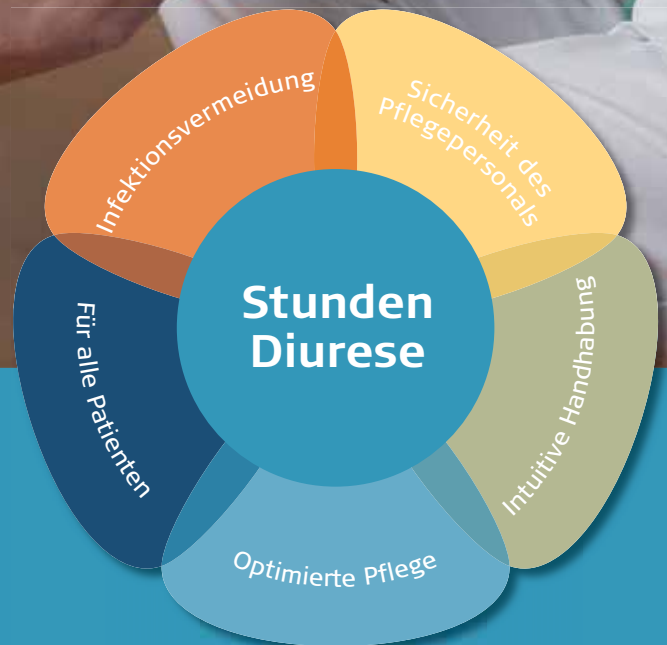 Stunden
Diurese
Infektionsvermeidung
Sicherheit des
Pflegepersonals
Intuitive Handhabung
Optimierte Pflege
Für alle Patienten